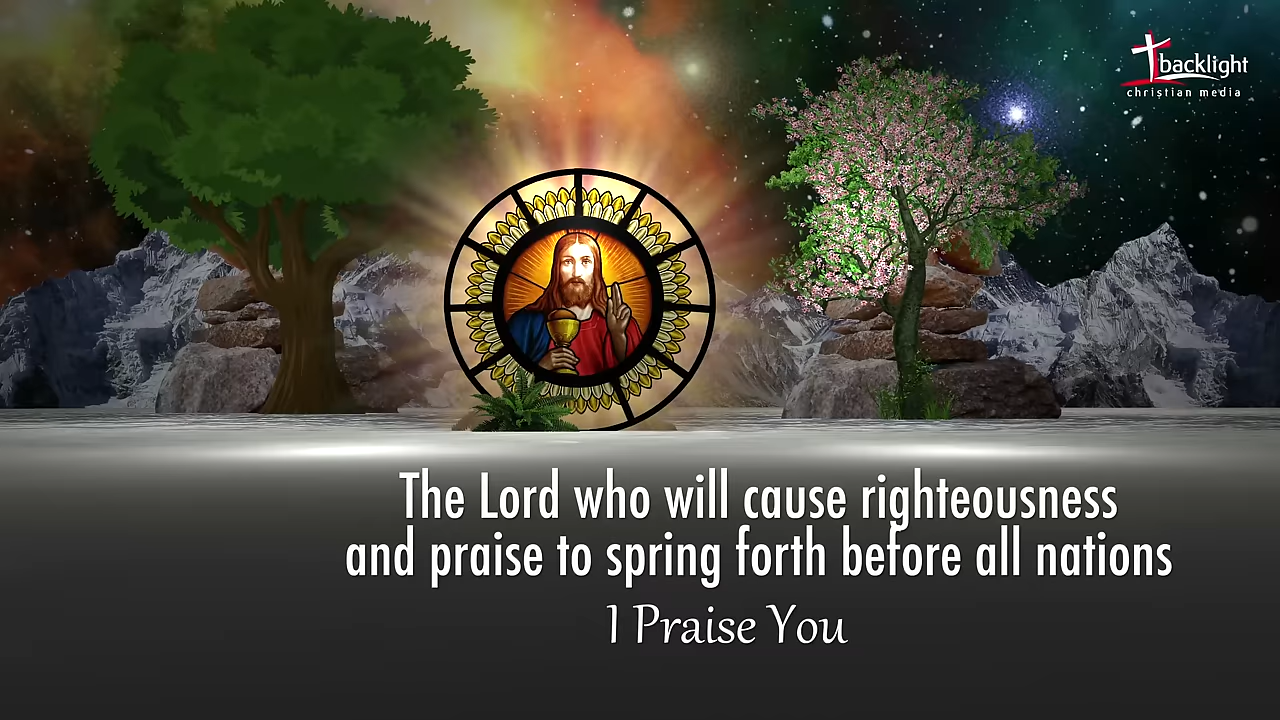 backlight
christian media
The Lord who will cause righteousness
and praise to spring forth before all nations
I Praise You